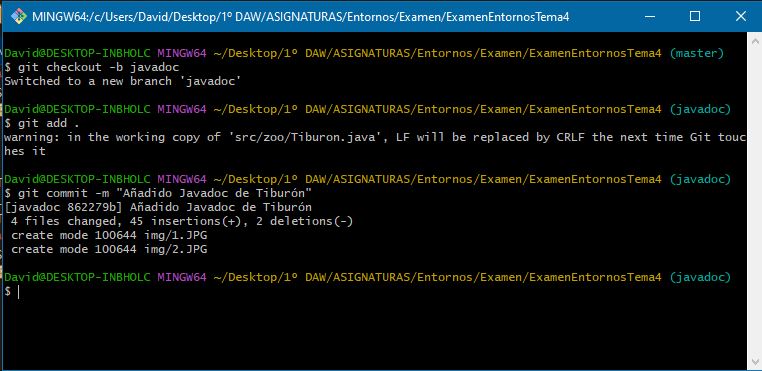 MINGW64:/c/Users/David/Desktop/1º DAW/ASIGNATURAS/Entornos/Examen/ExamenEntornosTema4
David@DESKTOP-INBHOLC MINGW64 ~/Desktop/1º DAW/ASIGNATURAS/Entornos/Examen/ExamenEntornosTema4 (master)
$ git checkout -b javadoc
Switched to a new branch 'javadoc'
David@DESKTOP-INBHOLC MINGW64 ~/Desktop/1º DAW/ASIGNATURAS/Entornos/Examen/ExamenEntornosTema4 (javadoc)
$ git add .
warning: in the working copy of 'src/zoo/Tiburon.java', LF will be replaced by CRLF the next time Git touc
hes it
David@DESKTOP-INBHOLC MINGW64 ~/Desktop/1º DAW/ASIGNATURAS/Entornos/Examen/ExamenEntornosTema4 (javadoc)
$ git commit -m "Añadido Javadoc de Tiburón"
[javadoc 862279b] Añadido Javadoc de Tiburón
4 files changed, 45 insertions(+), 2 deletions(-)
create mode 100644 img/1.JPG
create mode 100644 img/2.JPG
David@DESKTOP-INBHOLC MINGW64 ~/Desktop/1º DAW/ASIGNATURAS/Entornos/Examen/ExamenEntornosTema4 (javadoc)
$